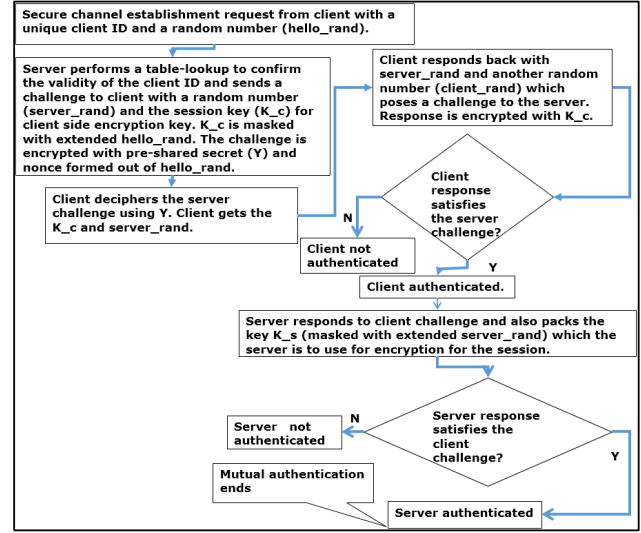 Secure channel establishment request from client with a
unique client ID and a random number (hello_rand).
Server performs a table-lookup to confirm
the validity of the client ID and sends a
challenge to client with a random number
(server_rand) and the session key (K_c) for
client side encryption key. K_c is masked
with extended hello_rand. The challenge is
encrypted with pre-shared secret (Y) and
nonce formed out of hello_rand.
Client deciphers the server
challenge using Y. Client gets the
K_c and server_rand.
Client responds back with
server_rand and another random
number (client_rand) which
poses a challenge to the server.
Response is encrypted with K_c.
Client
response
satisfies
the server
challenge?
N
Client not
authenticated
Y
Client authenticated.
Server responds to client challenge and also packs the
key K_s (masked with extended server_rand) which the
server is to use for encryption for the session.
Server response
satisfies the
client
challenge?
N
Server not
authenticated
Y
Mutual authentication
ends
Server authenticated